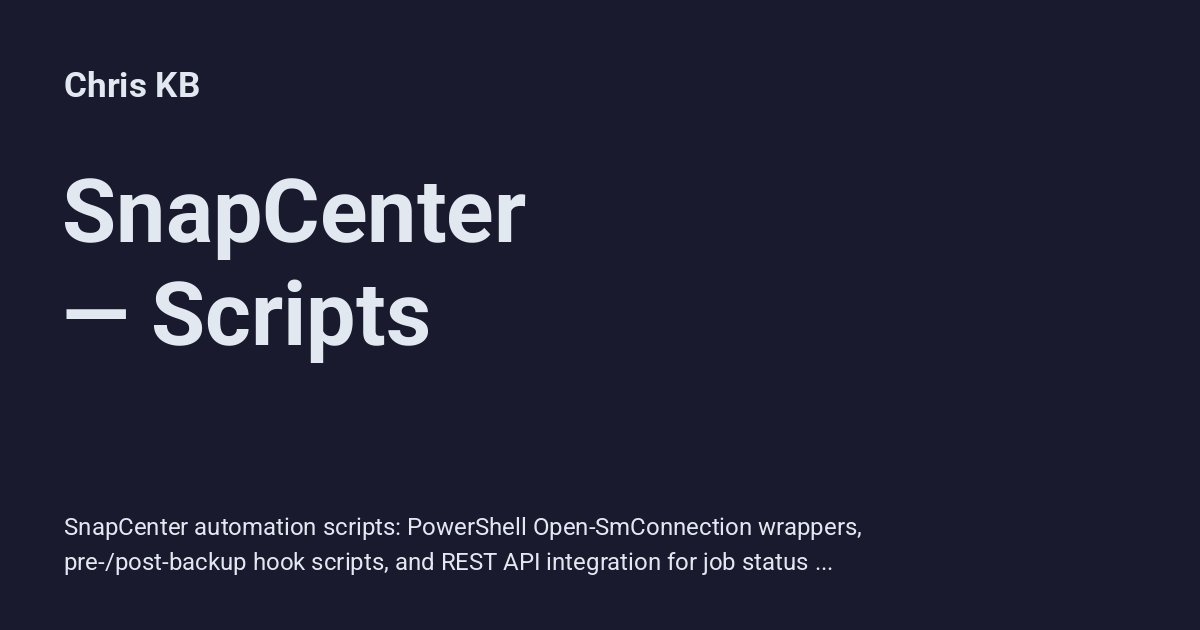 Chris KB
SnapCenter
— Scripts
SnapCenter automation scripts: PowerShell Open-SmConnection wrappers,
pre-/post-backup hook scripts, and REST API integration for job status ...